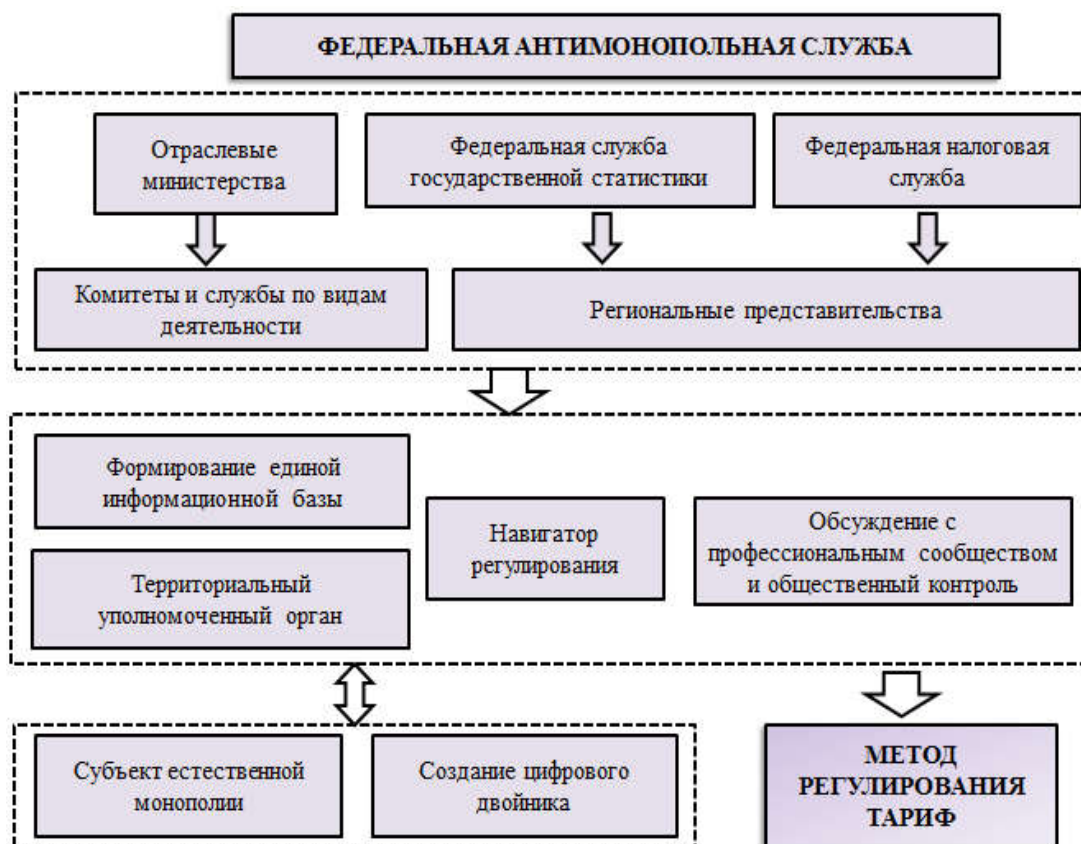 ФЕДЕРАЛЬНАЯ АНТИМОНОПОЛЬНАЯ СЛУЖБА
Отраслевые
министерства
Федеральная служба
государственной статистики
Федеральная налоговая
служба
Комитеты и службы по видам
деятельности
Региональные представительства
Формирование единой
информационной базы
Территориальный
уполномоченный орган
Навигатор
регулирования
Обсуждение с
профессиональным сообществом
и общественный контроль
Субъект естественной
монополии
Создание цифрового
двойника
МЕТОД
РЕГУЛИРОВАНИЯ
ТАРИФ